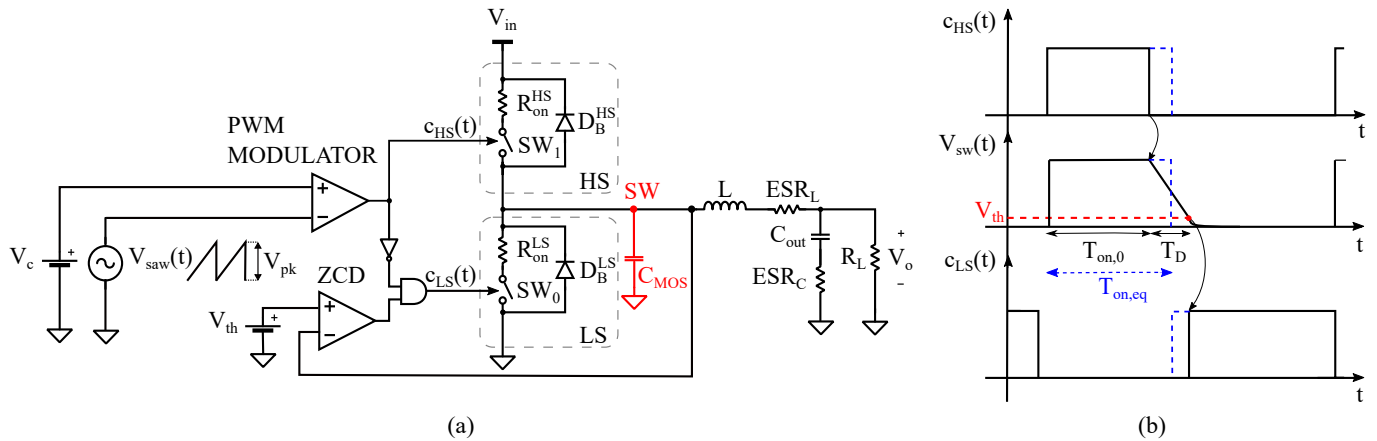 V_in
R_on^HS
D_B^HS
c_HS(t)
SW_1
HS
PWM
MODULATOR
+
−
SW
L
ESR_L
V_c
+
V_saw(t)
V_pk
ZCD
c_LS(t)
R_on^LS
D_B^LS
SW_0
LS
C_MOS
C_out
ESR_C
R_L
+
V_o
−
V_th
+
+
−
(a)
c_HS(t)
t
V_sw(t)
V_th
t
T_on,0
T_D
T_on,eq
c_LS(t)
t
(b)